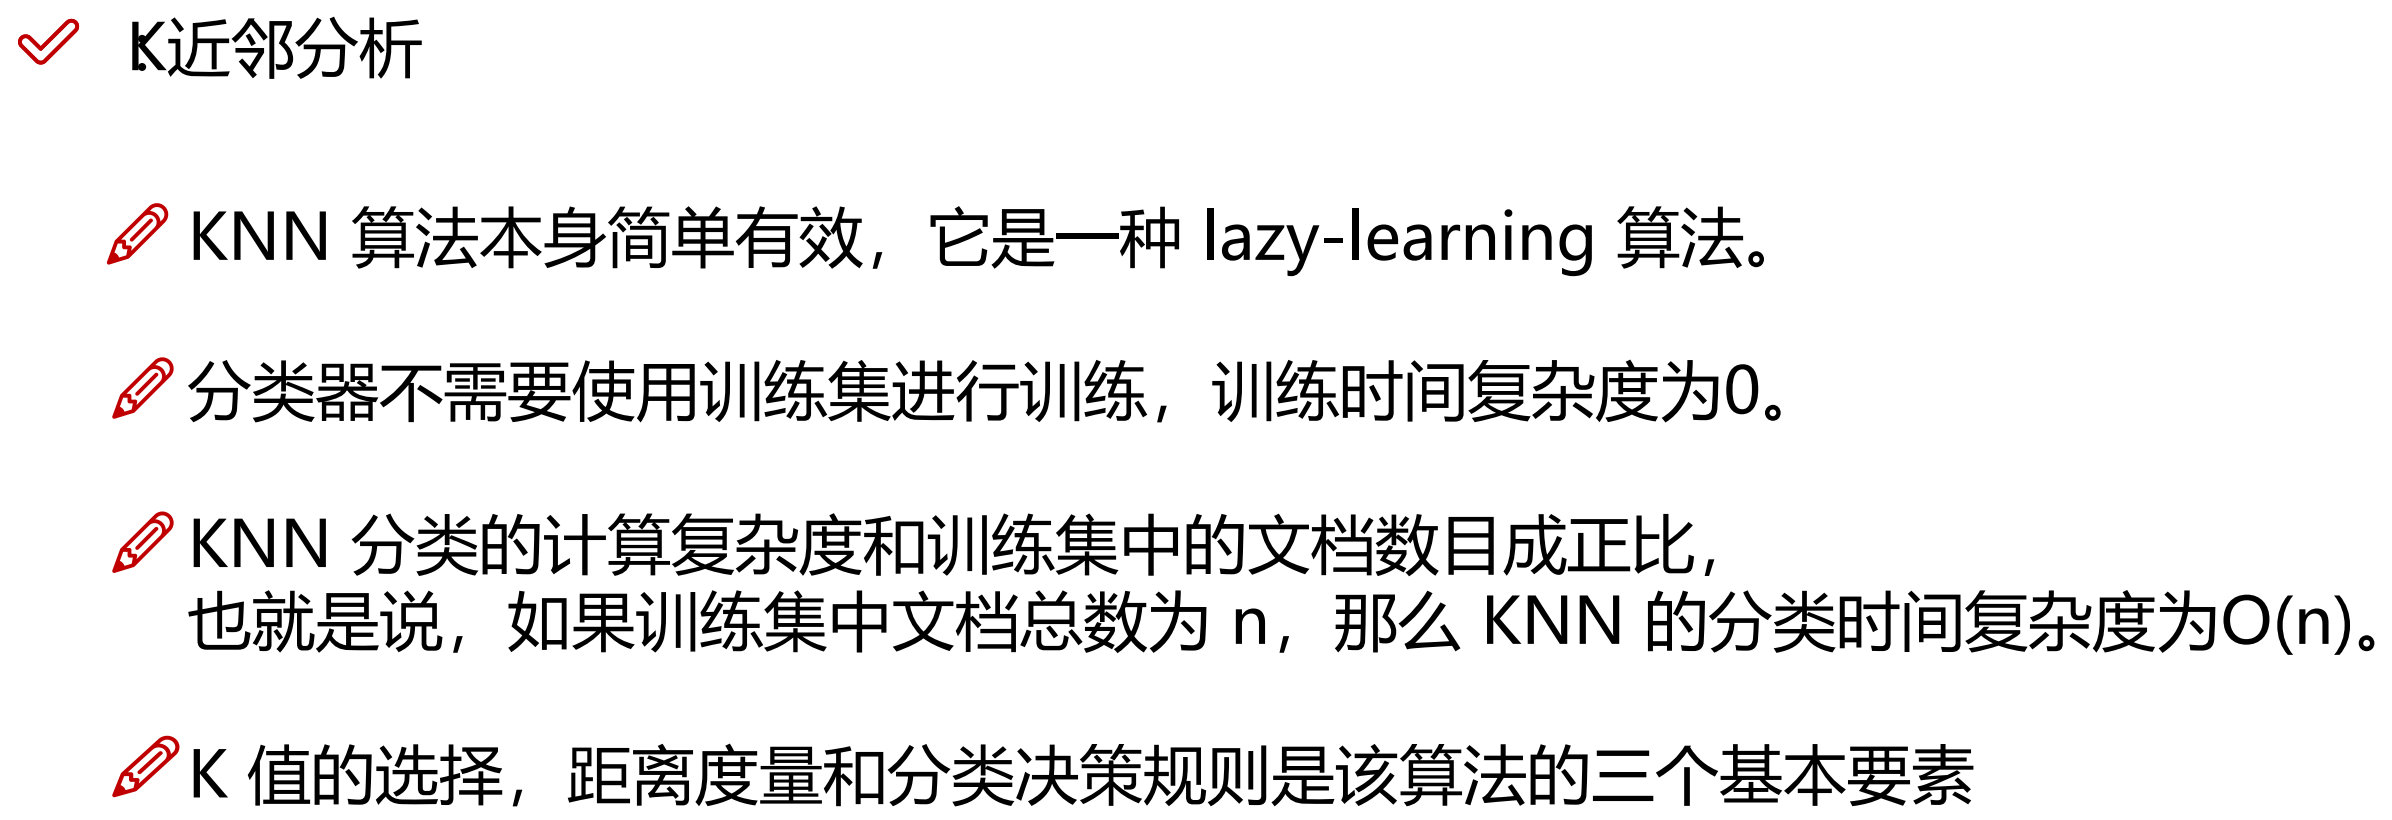 K近邻分析
KNN 算法本身简单有效，它是一种 lazy-learning 算法。
分类器不需要使用训练集进行训练，训练时间复杂度为0。
KNN 分类的计算复杂度和训练集中的文档数目成正比，
也就是说，如果训练集中文档总数为 n，那么 KNN 的分类时间复杂度为O(n)。
K 值的选择，距离度量和分类决策规则是该算法的三个基本要素